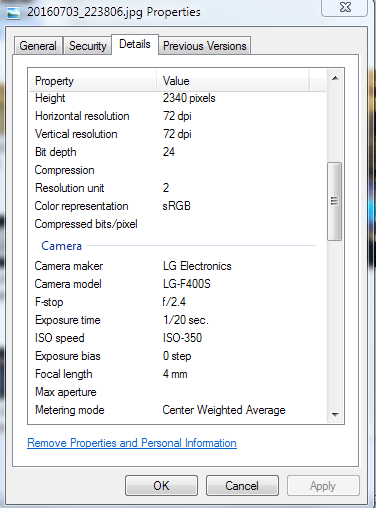 20160703_223806.jpg Properties
General Security Details Previous Versions
Property Value
Height 2340 pixels
Horizontal resolution 72 dpi
Vertical resolution 72 dpi
Bit depth 24
Compression
Resolution unit 2
Color representation sRGB
Compressed bits/pixel
Camera
Camera maker LG Electronics
Camera model LG-F400S
F-stop f/2.4
Exposure time 1/20 sec.
ISO speed ISO-350
Exposure bias 0 step
Focal length 4 mm
Max aperture
Metering mode Center Weighted Average
Remove Properties and Personal Information
OK Cancel Apply